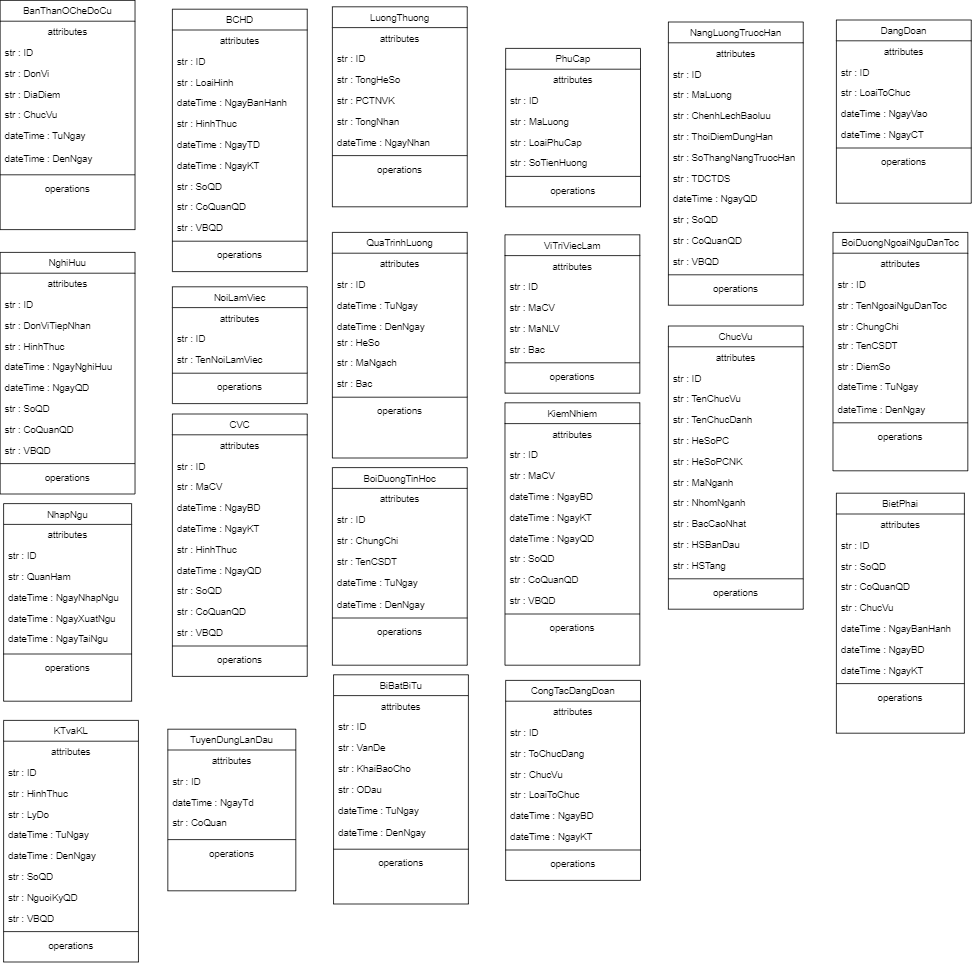 BanThanOCheDoCu
attributes
str : ID
str : DonVi
str : DiaDiem
str : ChucVu
dateTime : TuNgay
dateTime : DenNgay
operations
NghiHuu
attributes
str : ID
str : DonViTiepNhan
str : HinhThuc
dateTime : NgayNghiHuu
dateTime : NgayQD
str : SoQD
str : CoQuanQD
str : VBQD
operations
NhapNgu
attributes
str : ID
str : QuanHam
dateTime : NgayNhapNgu
dateTime : NgayXuatNgu
dateTime : NgayTaiNgu
operations
KTvaKL
attributes
str : ID
str : HinhThuc
str : LyDo
dateTime : TuNgay
dateTime : DenNgay
str : SoQD
str : NguoiKyQD
str : VBQD
operations
BCHD
attributes
str : ID
str : LoaiHinh
dateTime : NgayBanHanh
str : HinhThuc
dateTime : NgayTD
dateTime : NgayKT
str : SoQD
str : CoQuanQD
str : VBQD
operations
NoiLamViec
attributes
str : ID
str : TenNoiLamViec
operations
CVC
attributes
str : ID
str : MaCV
dateTime : NgayBD
dateTime : NgayKT
str : HinhThuc
dateTime : NgayQD
str : SoQD
str : CoQuanQD
str : VBQD
operations
TuyenDungLanDau
attributes
str : ID
dateTime : NgayTd
str : CoQuan
operations
LuongThuong
attributes
str : ID
str : TongHeSo
str : PCTNVK
str : TongNhan
dateTime : NgayNhan
operations
QuaTrinhLuong
attributes
str : ID
dateTime : TuNgay
dateTime : DenNgay
str : HeSo
str : MaNgach
str : Bac
operations
BoiDuongTinHoc
attributes
str : ID
str : ChungChi
str : TenCSDT
dateTime : TuNgay
dateTime : DenNgay
operations
BiBatBiTu
attributes
str : ID
str : VanDe
str : KhaiBaoCho
str : ODau
dateTime : TuNgay
dateTime : DenNgay
operations
PhuCap
attributes
str : ID
str : MaLuong
str : LoaiPhuCap
str : SoTienHuong
operations
ViTriViecLam
attributes
str : ID
str : MaCV
str : MaNLV
str : Bac
operations
KiemNhiem
attributes
str : ID
str : MaCV
dateTime : NgayBD
dateTime : NgayKT
dateTime : NgayQD
str : SoQD
str : CoQuanQD
str : VBQD
operations
CongTacDangDoan
attributes
str : ID
str : ToChucDang
str : ChucVu
str : LoaiToChuc
dateTime : NgayBD
dateTime : NgayKT
operations
NangLuongTruocHan
attributes
str : ID
str : MaLuong
str : ChenhLechBaoluu
str : ThoiDiemDungHan
str : SoThangNangTruocHan
str : TDCTDS
dateTime : NgayQD
str ; SoQD
str : CoQuanQD
str : VBQD
operations
ChucVu
attributes
str : ID
str : TenChucVu
str : TenChucDanh
str : HeSoPC
str : HeSoPCNK
str : MaNganh
str : NhomNganh
str : BacCaoNhat
str : HSBanDau
str : HSTang
operations
DangDoan
attributes
str : ID
str : LoaiToChuc
dateTime : NgayVao
dateTime : NgayCT
operations
BoiDuongNgoaiNguDanToc
attributes
str : ID
str : TenNgoaiNguDanToc
str : ChungChi
str : TenCSDT
str : DiemSo
dateTime : TuNgay
dateTime : DenNgay
operations
BietPhai
attributes
str : ID
str : SoQD
str : CoQuanQD
str : ChucVu
dateTime : NgayBanHanh
dateTime : NgayBD
dateTime : NgayKT
operations